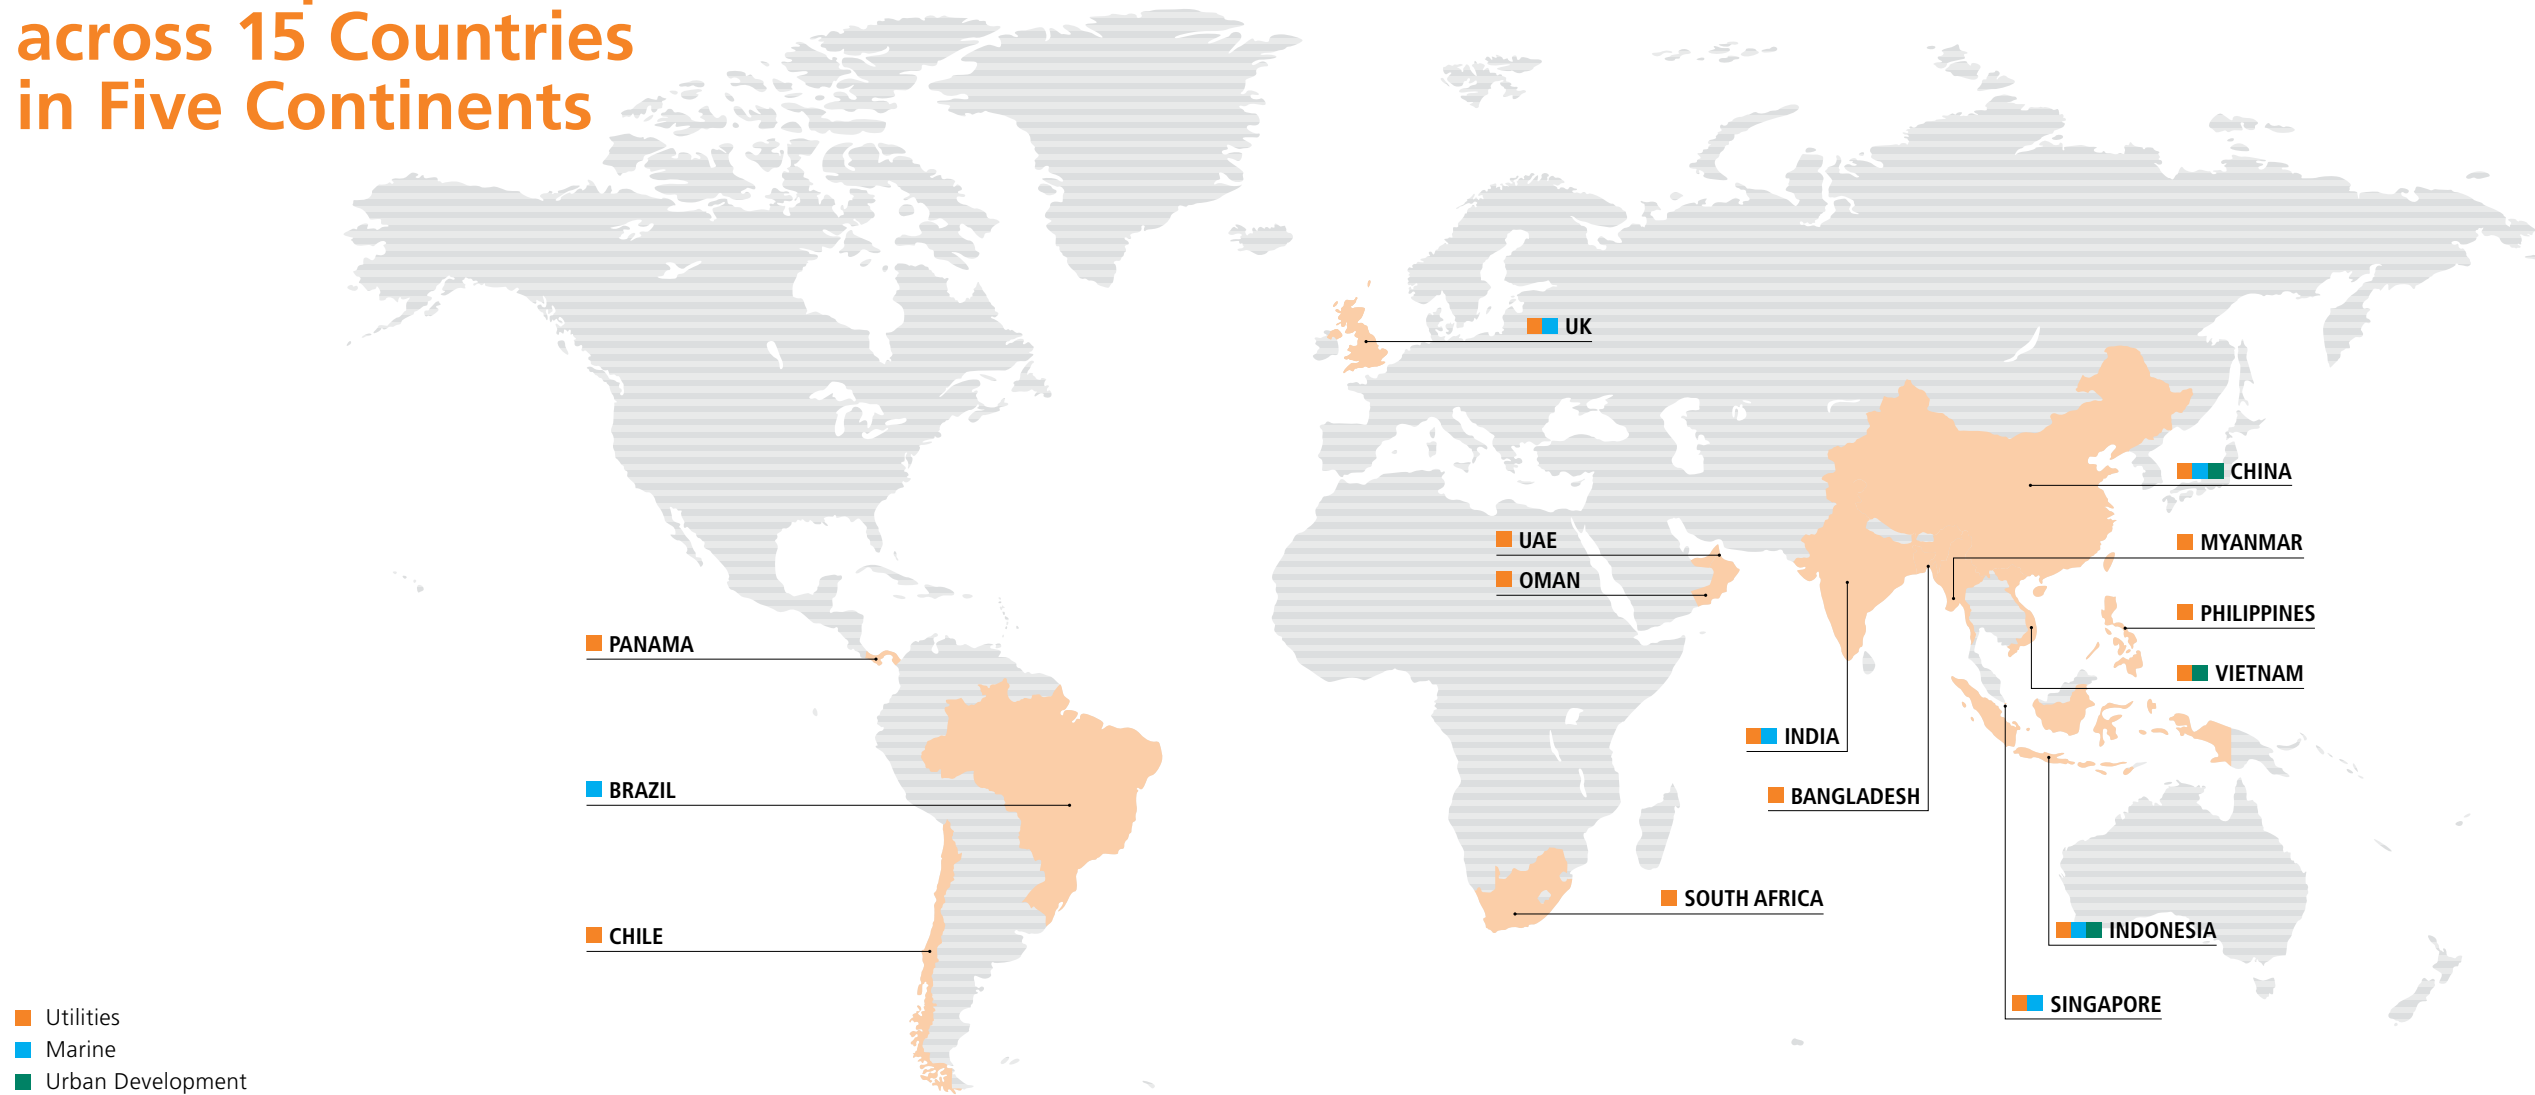 across 15 Countries
in Five Continents
UK
CHINA
UAE
MYANMAR
OMAN
PHILIPPINES
PANAMA
VIETNAM
INDIA
BRAZIL
BANGLADESH
SOUTH AFRICA
INDONESIA
CHILE
SINGAPORE
Utilities
Marine
Urban Development